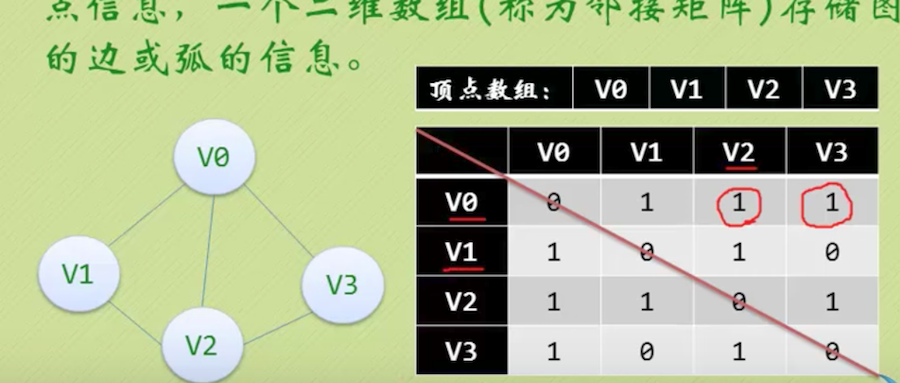 点信息，一个二维数组(称为邻接矩阵)存储图
的边或弧的信息。
顶点数组： V0 V1 V2 V3
V0 V1 V2 V3
V0 0 1 1 1
V1 1 0 1 0
V2 1 1 0 1
V3 1 0 1 0
V0
V1
V3
V2